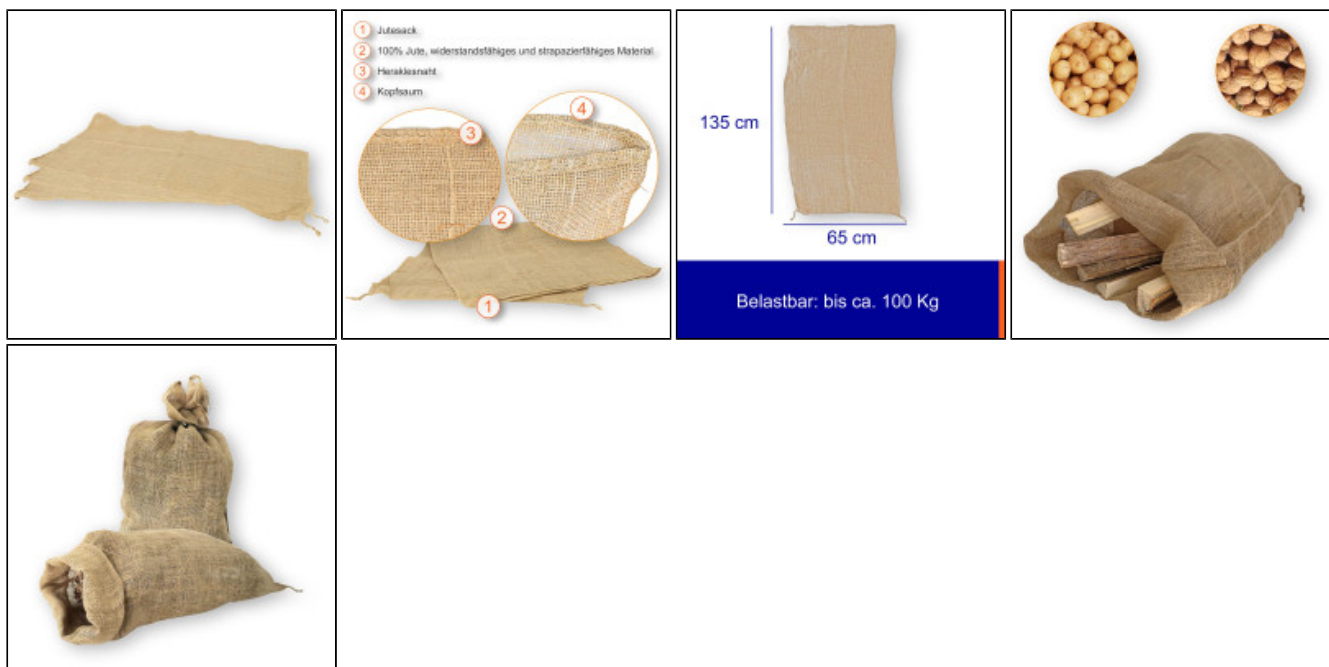 1 Jutesack
2 100% Jute, widerstandsfähiges und strapazierfähiges Material
3 Heraklesnaht
4 Kopfsaum
4
3
2
1
135 cm
65 cm
Belastbar: bis ca. 100 Kg